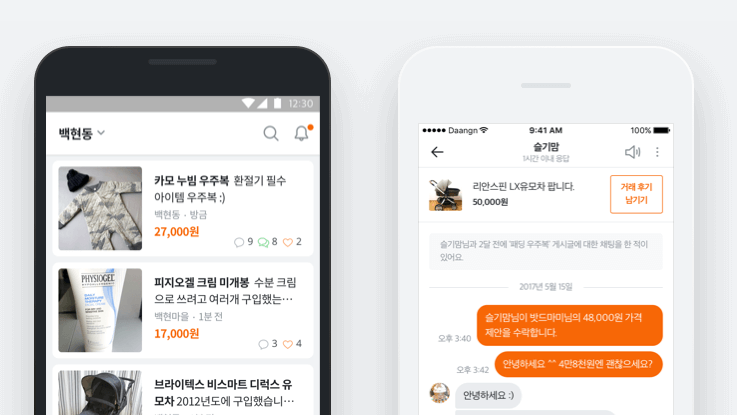 12:30
백현동
카모 누빔 우주복 환절기 필수
아이템 우주복 :)
백현동 · 방금
27,000원
9 8 2
PHYSIOGEL
피지오겔 크림 미개봉 수분 크림
으로 쓰려고 여러개 구입했는…
백현마을 · 1분 전
17,000원
3 4
브라이텍스 비스마트 디럭스 유
모차 2012년도에 구입했습니…
Daangn
9:41 AM
100%
슬기맘
1시간 이내 응답
리안스핀 LX유모차 팝니다.
50,000원
거래 후기
남기기
슬기맘님과 2달 전에 '패딩 우주복' 게시글에 대한 채팅을 한 적이
있어요.
2017년 5월 15일
슬기맘님이 밧드마미님의 48,000원 가격
제안을 수락합니다.
오후 3:40
안녕하세요 ^^ 4만8천원엔 괜찮으세요?
오후 3:42
안녕하세요 :)